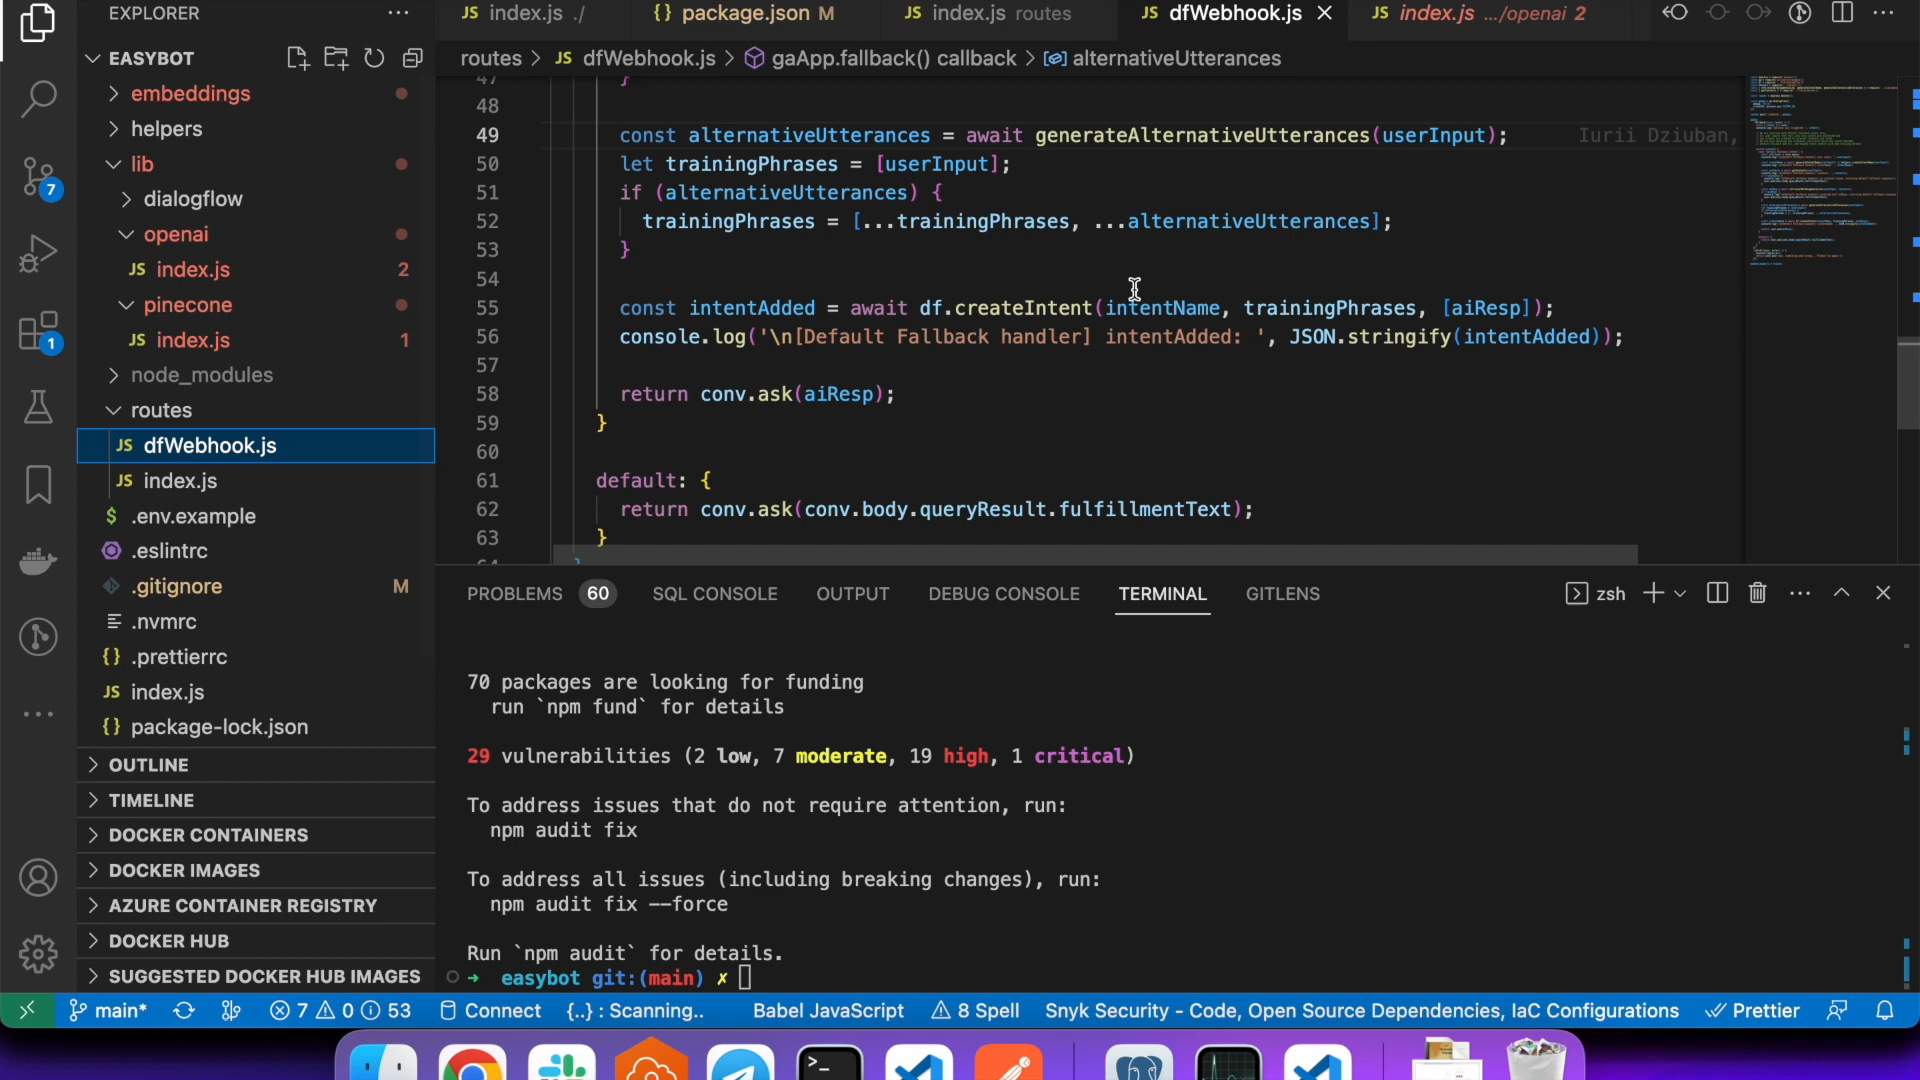 EXPLORER
JS index.js ./
{} package.json M
JS index.js routes
JS dfWebhook.js
JS index.js .../openai 2
EASYBOT
routes > JS dfWebhook.js > gaApp.fallback() callback > alternativeUtterances
embeddings
helpers
lib
dialogflow
openai
JS index.js 2
pinecone
JS index.js 1
node_modules
routes
JS dfWebhook.js
JS index.js
$ .env.example
.eslintrc
.gitignore M
.nvmrc
{} .prettierrc
JS index.js
{} package-lock.json
OUTLINE
TIMELINE
DOCKER CONTAINERS
DOCKER IMAGES
AZURE CONTAINER REGISTRY
DOCKER HUB
SUGGESTED DOCKER HUB IMAGES
7
1
47 }
48
49 const alternativeUtterances = await generateAlternativeUtterances(userInput); Iurii Dziuban,
50 let trainingPhrases = [userInput];
51 if (alternativeUtterances) {
52 trainingPhrases = [...trainingPhrases, ...alternativeUtterances];
53 }
54
55 const intentAdded = await df.createIntent(intentName, trainingPhrases, [aiResp]);
56 console.log('\n[Default Fallback handler] intentAdded: ', JSON.stringify(intentAdded));
57
58 return conv.ask(aiResp);
59 }
60
61 default: {
62 return conv.ask(conv.body.queryResult.fulfillmentText);
63 }
64 }
PROBLEMS 60 SQL CONSOLE OUTPUT DEBUG CONSOLE TERMINAL GITLENS zsh
70 packages are looking for funding
run `npm fund` for details
29 vulnerabilities (2 low, 7 moderate, 19 high, 1 critical)
To address issues that do not require attention, run:
npm audit fix
To address all issues (including breaking changes), run:
npm audit fix --force
Run `npm audit` for details.
→ easybot git:(main) ✗
main* 7 0 53 Connect {..} : Scanning.. Babel JavaScript 8 Spell Snyk Security - Code, Open Source Dependencies, IaC Configurations Prettier